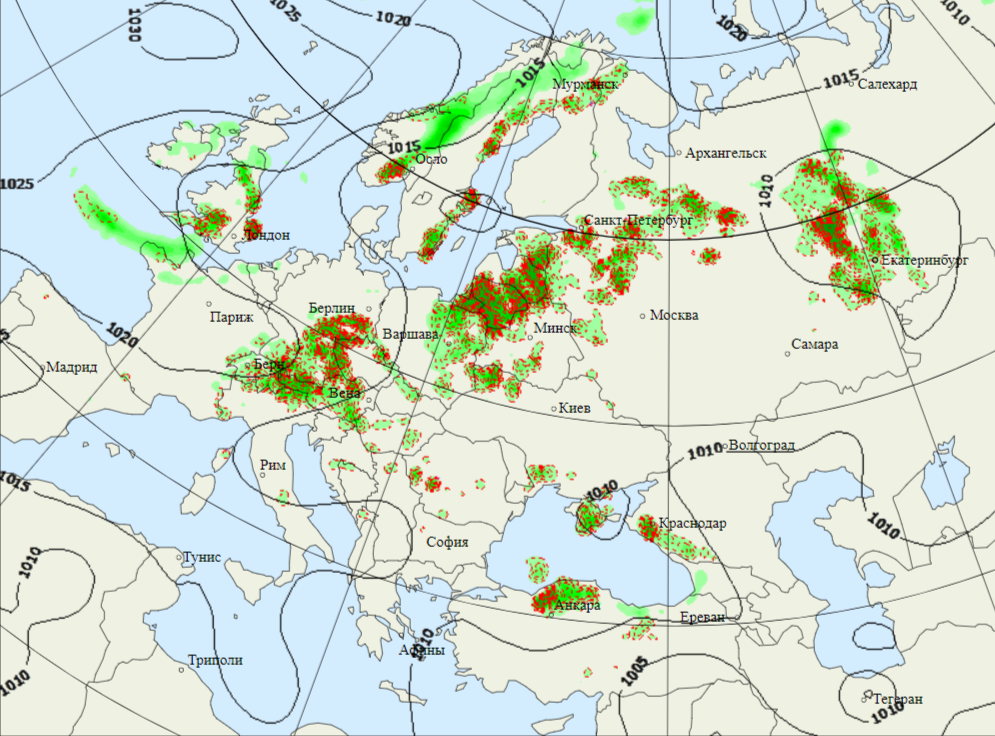 1030
1025
1020
1020
1010
1015
Мурманск
1015
Салехард
1015
Осло
Архангельск
1025
1010
Санкт-Петербург
Лондон
Екатеринбург
Берлин
Париж
Москва
1020
Варшава
Минск
Самара
Мадрид
Берн
Вена
Киев
1010
Волгоград
Рим
1015
1010
Краснодар
1010
София
1010
Тунис
Анкара
Ереван
1010
Афины
Триполи
1005
1010
Тегеран
1010